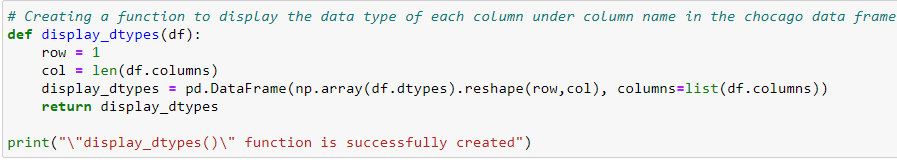 # Creating a function to display the data type of each column under column name in the chocago data frame
def display_dtypes(df):
    row = 1
    col = len(df.columns)
    display_dtypes = pd.DataFrame(np.array(df.dtypes).reshape(row,col), columns=list(df.columns))
    return display_dtypes

print("\"display_dtypes()\" function is successfully created")